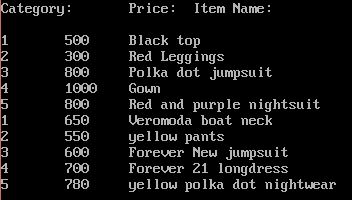 Category: Price: Item Name:
1 500 Black top
2 300 Red Leggings
3 800 Polka dot jumpsuit
4 1000 Gown
5 800 Red and purple nightsuit
1 650 Veromoda boat neck
2 550 yellow pants
3 600 Forever New jumpsuit
4 700 Forever 21 longdress
5 780 yellow polka dot nightwear